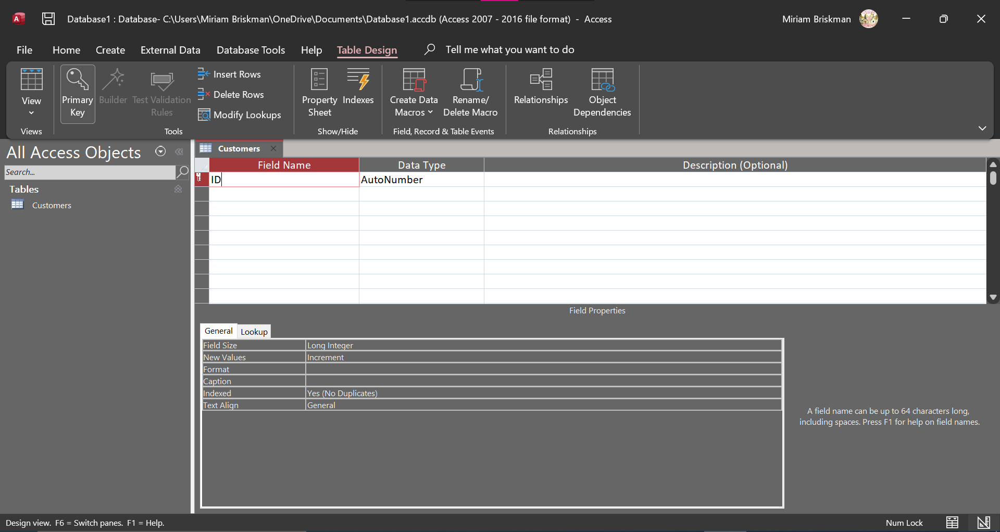 Database1 : Database- C:\Users\Miriam Briskman\OneDrive\Documents\Database1.accdb (Access 2007 - 2016 file format) - Access
Miriam Briskman
File Home Create External Data Database Tools Help Table Design Tell me what you want to do
View
Views
Primary Key
Builder
Test Validation Rules
Insert Rows
Delete Rows
Modify Lookups
Tools
Property Sheet
Indexes
Show/Hide
Create Data Macros
Rename/ Delete Macro
Field, Record & Table Events
Relationships
Object Dependencies
Relationships
All Access Objects
Search...
Tables
Customers
Customers
Field Name Data Type Description (Optional)
ID AutoNumber
Field Properties
General Lookup
Field Size Long Integer
New Values Increment
Format
Caption
Indexed Yes (No Duplicates)
Text Align General
A field name can be up to 64 characters long,
including spaces. Press F1 for help on field names.
Design view. F6 = Switch panes. F1 = Help.
Num Lock